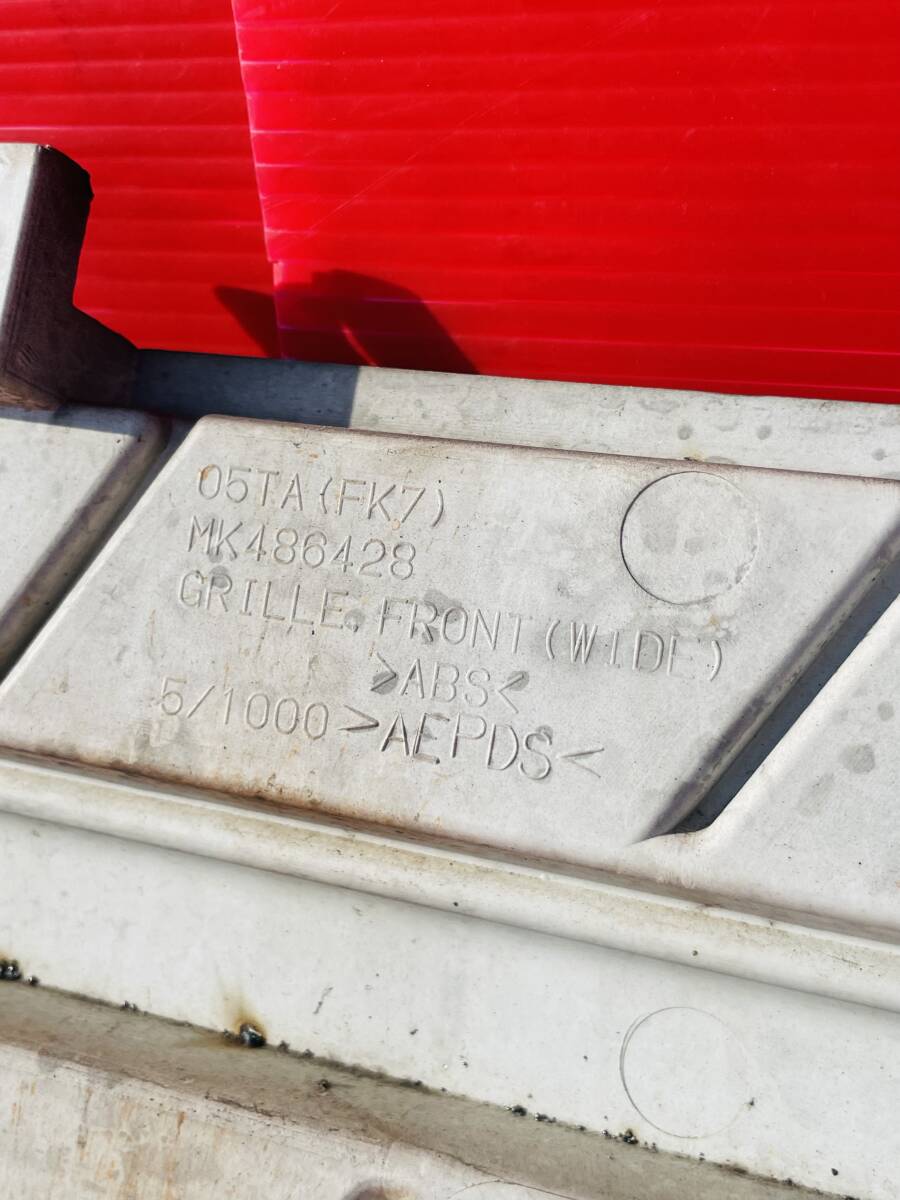 05TA(FK7)
MK486428
GRILLE, FRONT(WIDE)
>ABS<
5/1000 >AEPDS<